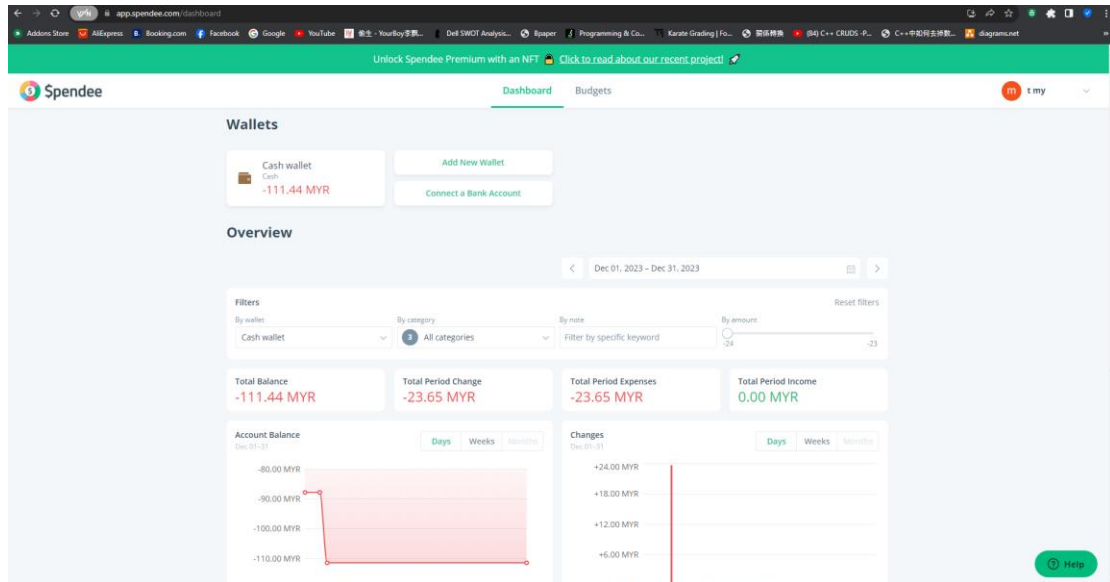 VPN
app.spendee.com/dashboard
Addons Store
AliExpress
Booking.com
Facebook
Google
YouTube
Dell SWOT Analysis...
Bpaper
Programming & Co...
Karate Grading | Fo...
(84) C++ CRUDS -P...
diagrams.net
Unlock Spendee Premium with an NFT Click to read about our recent project!
Spendee
Dashboard
Budgets
m
t my
Wallets
Cash wallet
Cash
-111.44 MYR
Add New Wallet
Connect a Bank Account
Overview
Dec 01, 2023 – Dec 31, 2023
Filters
Reset filters
By wallet
By category
By note
By amount
Cash wallet
3 All categories
Filter by specific keyword
-24
-23
Total Balance
-111.44 MYR
Total Period Change
-23.65 MYR
Total Period Expenses
-23.65 MYR
Total Period Income
0.00 MYR
Account Balance
Dec 01-31
Days
Weeks
Months
-80.00 MYR
-90.00 MYR
-100.00 MYR
-110.00 MYR
Changes
Dec 01-31
Days
Weeks
Months
+24.00 MYR
+18.00 MYR
+12.00 MYR
+6.00 MYR
Help